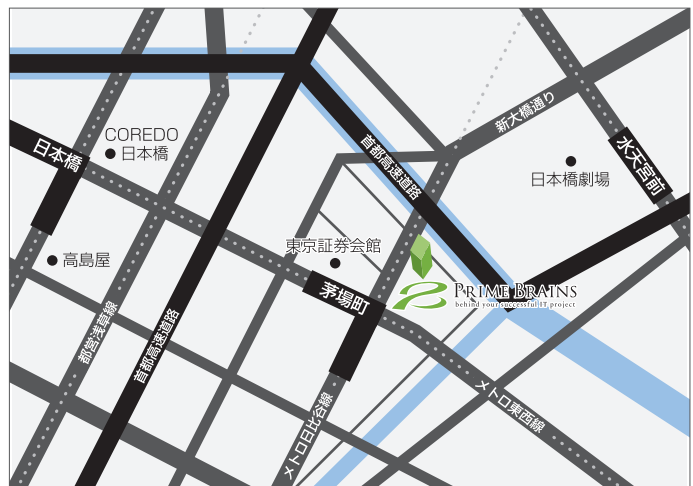 新大橋通り
首都高速道路
COREDO
日本橋
日本橋
水天宮前
日本橋劇場
東京証券会館
高島屋
茅場町
PRIME BRAINS
behind your successful IT project
都営浅草線
首都高速道路
メトロ日比谷線
メトロ東西線